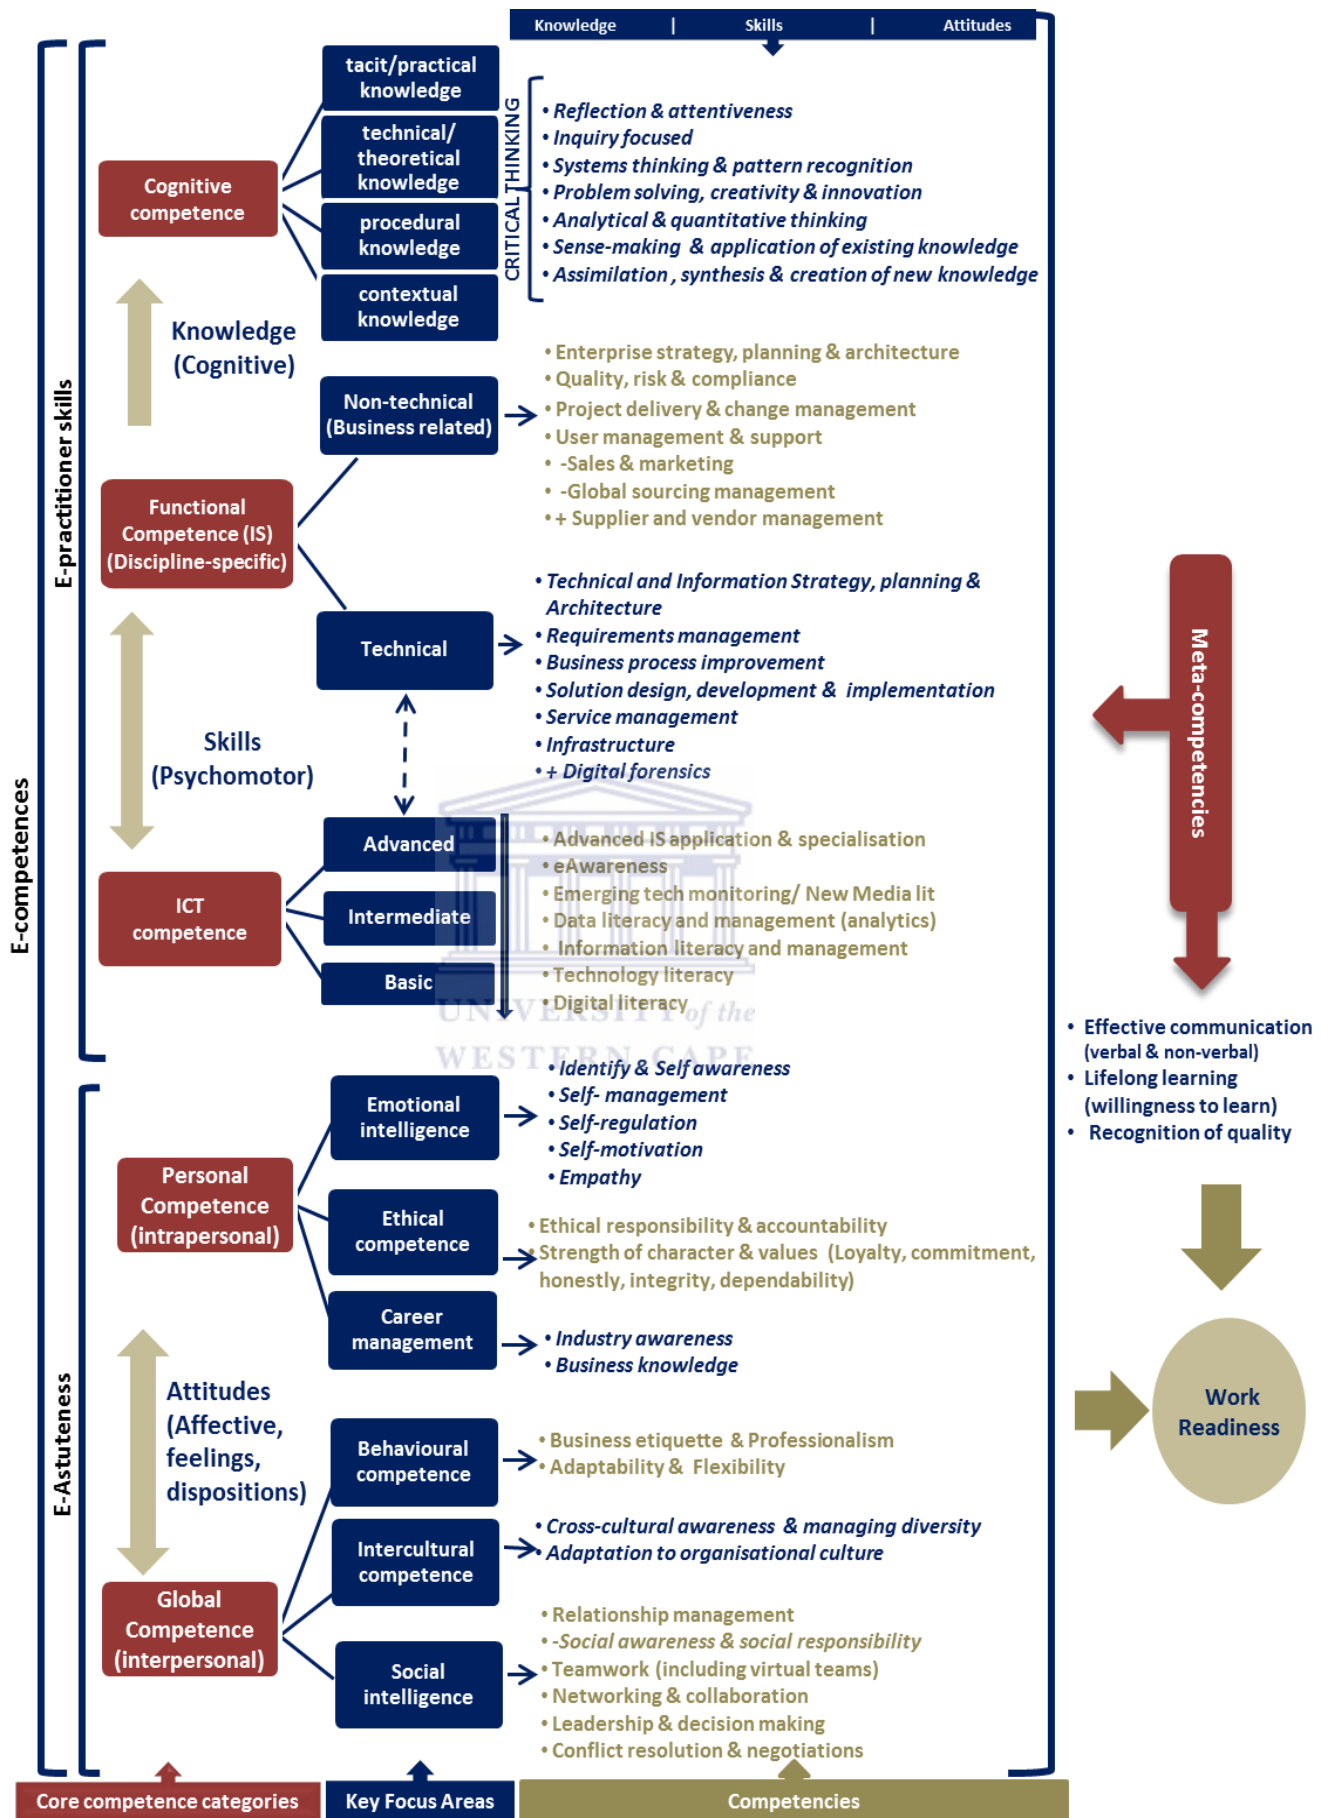 Knowledge | Skills | Attitudes
E-competences
E-practitioner skills
Cognitive
competence
tacit/practical
knowledge
technical/
theoretical
knowledge
procedural
knowledge
contextual
knowledge
CRITICAL THINKING
• Reflection & attentiveness
• Inquiry focused
• Systems thinking & pattern recognition
• Problem solving, creativity & innovation
• Analytical & quantitative thinking
• Sense-making & application of existing knowledge
• Assimilation , synthesis & creation of new knowledge
Knowledge
(Cognitive)
Functional
Competence (IS)
(Discipline-specific)
Non-technical
(Business related)
• Enterprise strategy, planning & architecture
• Quality, risk & compliance
• Project delivery & change management
• User management & support
• -Sales & marketing
• -Global sourcing management
• + Supplier and vendor management
Technical
• Technical and Information Strategy, planning &
Architecture
• Requirements management
• Business process improvement
• Solution design, development & implementation
• Service management
• Infrastructure
• + Digital forensics
Skills
(Psychomotor)
ICT
competence
Advanced
Intermediate
Basic
• Advanced IS application & specialisation
• eAwareness
• Emerging tech monitoring/ New Media lit
• Data literacy and management (analytics)
• Information literacy and management
• Technology literacy
• Digital literacy
UNIVERSITY of the
WESTERN CAPE
E-Astuteness
Personal
Competence
(intrapersonal)
Emotional
intelligence
• Identify & Self awareness
• Self- management
• Self-regulation
• Self-motivation
• Empathy
Ethical
competence
• Ethical responsibility & accountability
• Strength of character & values (Loyalty, commitment,
honestly, integrity, dependability)
Career
management
• Industry awareness
• Business knowledge
Attitudes
(Affective,
feelings,
dispositions)
Global
Competence
(interpersonal)
Behavioural
competence
• Business etiquette & Professionalism
• Adaptability & Flexibility
Intercultural
competence
• Cross-cultural awareness & managing diversity
• Adaptation to organisational culture
Social
intelligence
• Relationship management
• -Social awareness & social responsibility
• Teamwork (including virtual teams)
• Networking & collaboration
• Leadership & decision making
• Conflict resolution & negotiations
Meta-competencies
• Effective communication
(verbal & non-verbal)
• Lifelong learning
(willingness to learn)
• Recognition of quality
Work
Readiness
Core competence categories
Key Focus Areas
Competencies